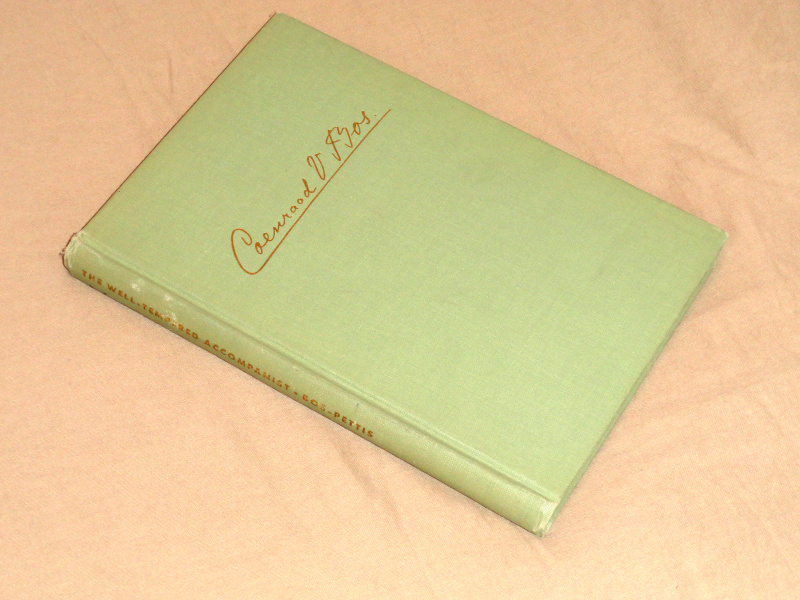 Coenraad V. Bos.
THE WELL-TEMPERED ACCOMPANIST • BOS-PETTIS